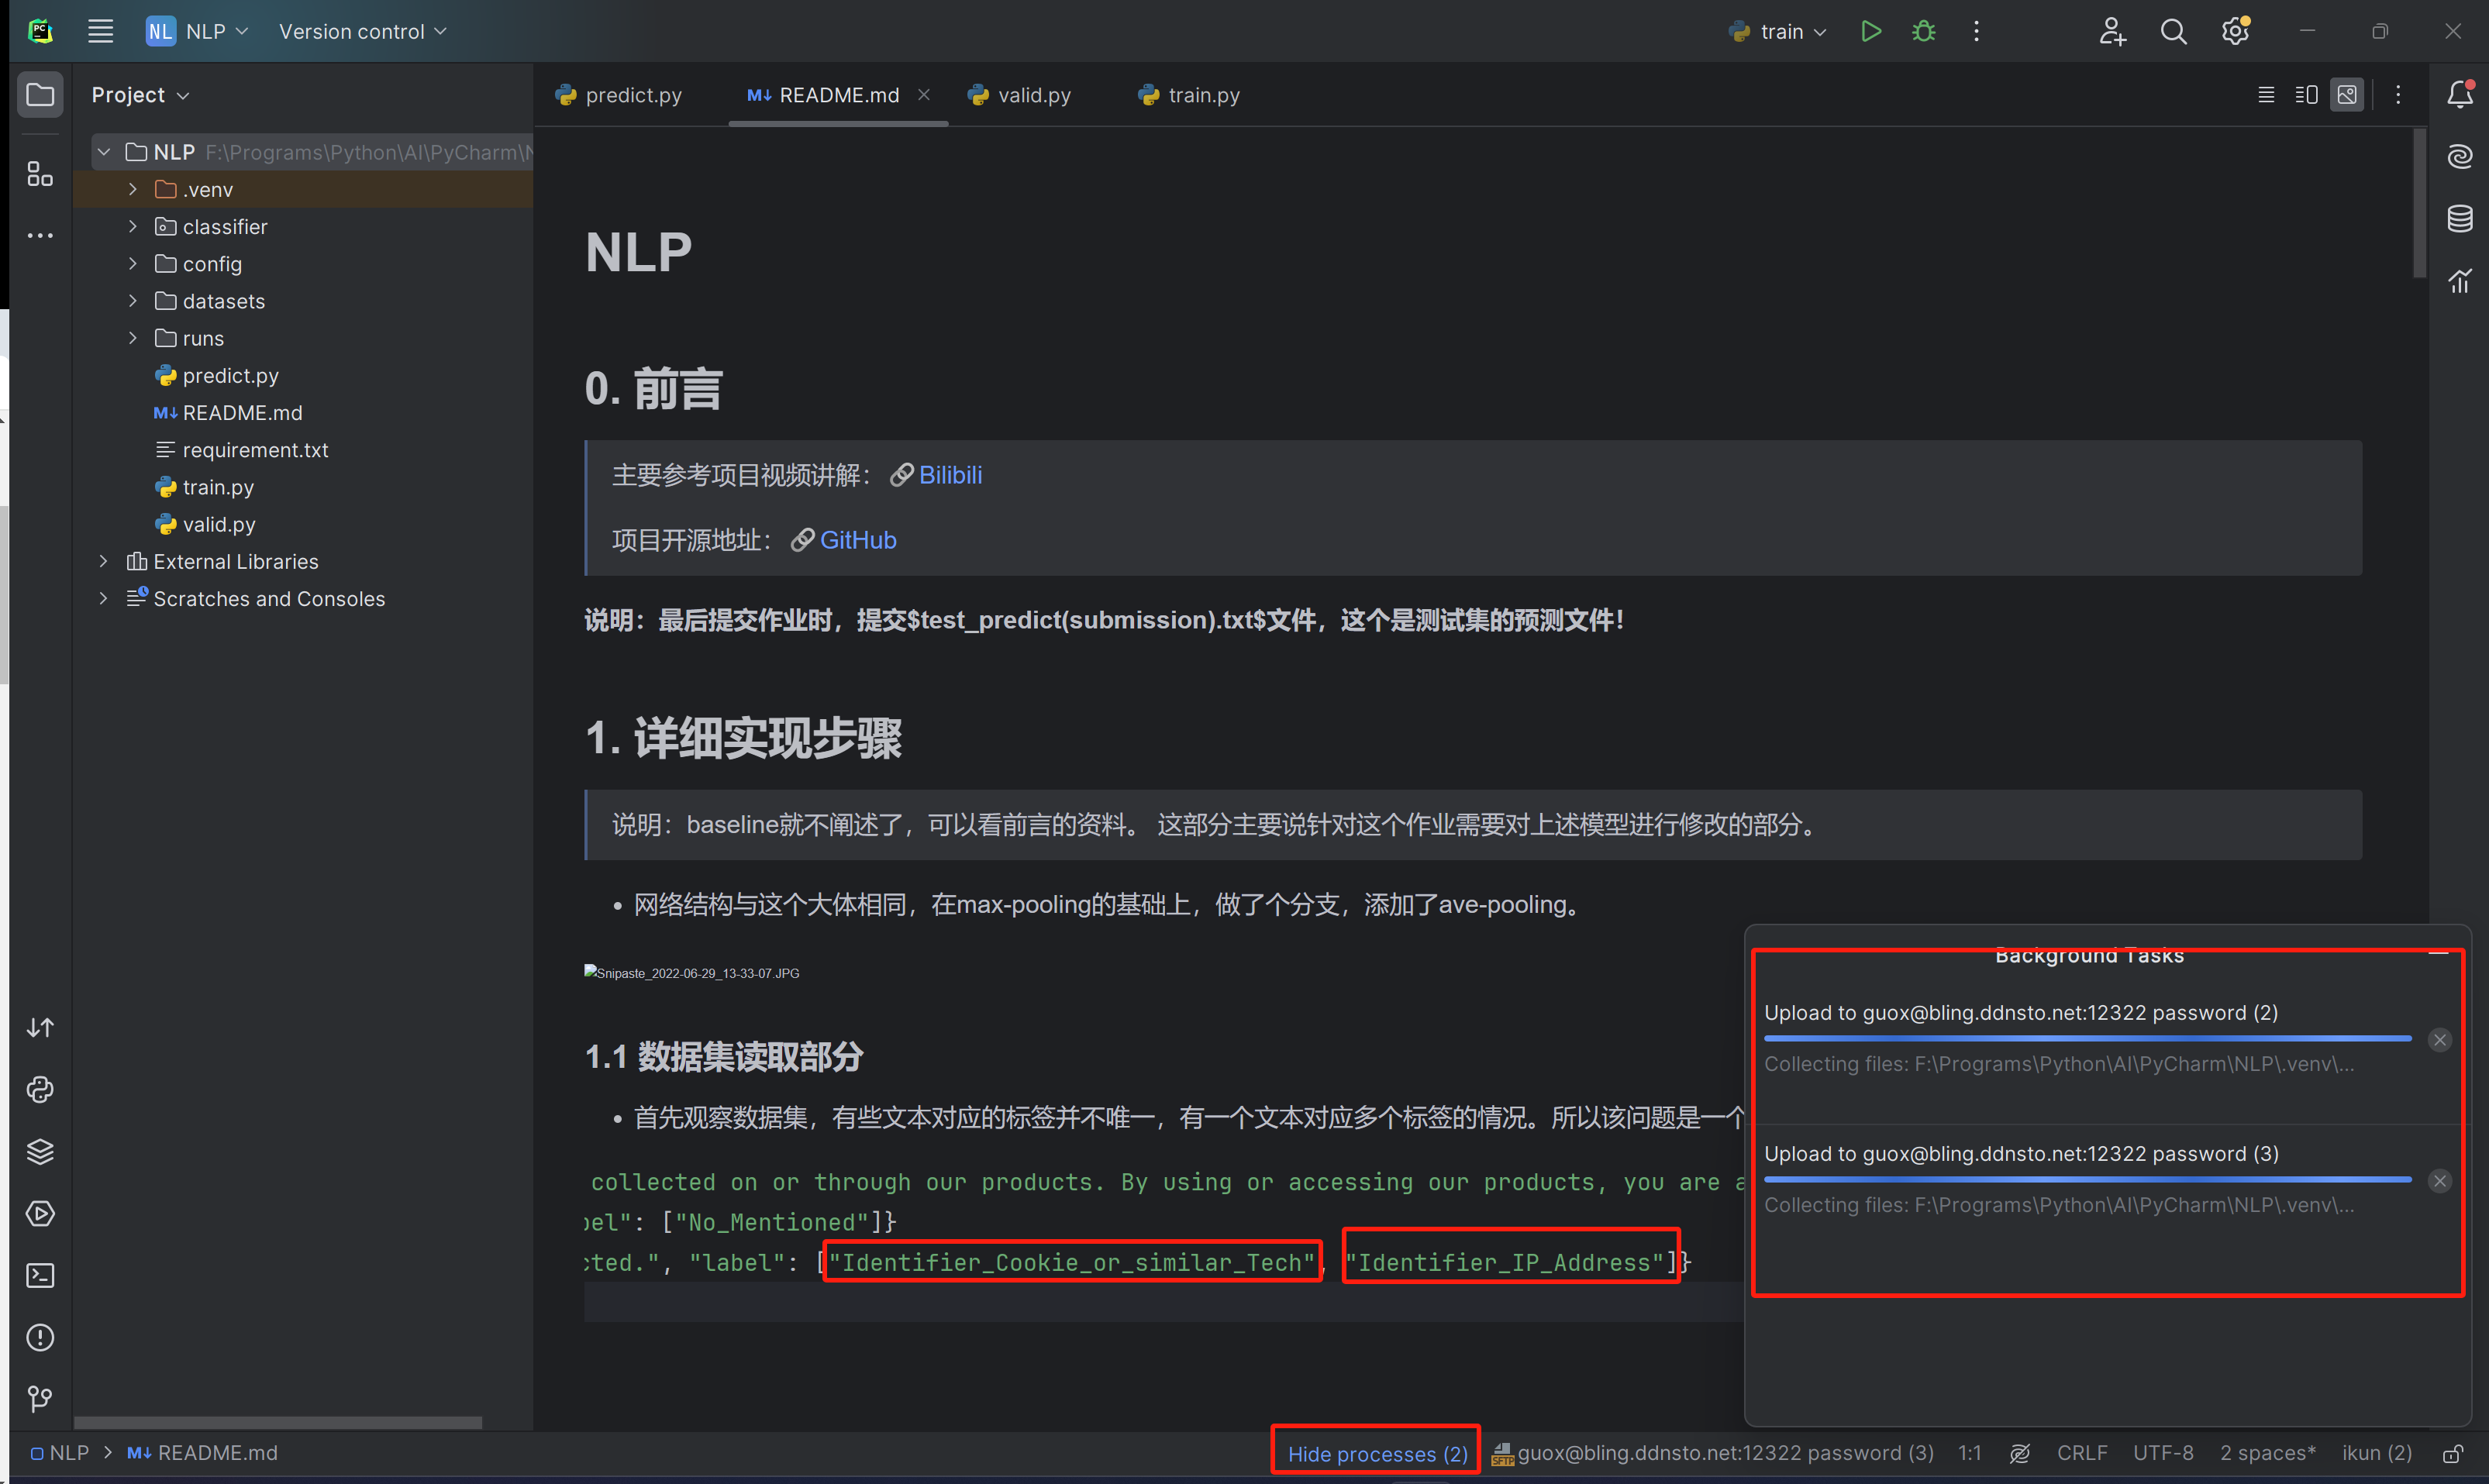 NL NLP Version control train
Project
predict.py README.md valid.py train.py
NLP F:\Programs\Python\AI\PyCharm\N
.venv
classifier
config
datasets
runs
predict.py
README.md
requirement.txt
train.py
valid.py
External Libraries
Scratches and Consoles
NLP
0. 前言
主要参考项目视频讲解：Bilibili
项目开源地址：GitHub
说明：最后提交作业时，提交$test_predict(submission).txt$文件，这个是测试集的预测文件！
1. 详细实现步骤
说明：baseline就不阐述了，可以看前言的资料。 这部分主要说针对这个作业需要对上述模型进行修改的部分。
• 网络结构与这个大体相同，在max-pooling的基础上，做了个分支，添加了ave-pooling。
Snipaste_2022-06-29_13-33-07.JPG
1.1 数据集读取部分
• 首先观察数据集，有些文本对应的标签并不唯一，有一个文本对应多个标签的情况。所以该问题是一个
collected on or through our products. By using or accessing our products, you are a
bel": ["No_Mentioned"]}
cted.", "label": ["Identifier_Cookie_or_similar_Tech", "Identifier_IP_Address"]}
Background Tasks
Upload to guox@bling.ddnsto.net:12322 password (2)
Collecting files: F:\Programs\Python\AI\PyCharm\NLP\.venv\...
Upload to guox@bling.ddnsto.net:12322 password (3)
Collecting files: F:\Programs\Python\AI\PyCharm\NLP\.venv\...
NLP > README.md Hide processes (2) SFTP guox@bling.ddnsto.net:12322 password (3) 1:1 CRLF UTF-8 2 spaces* ikun (2)